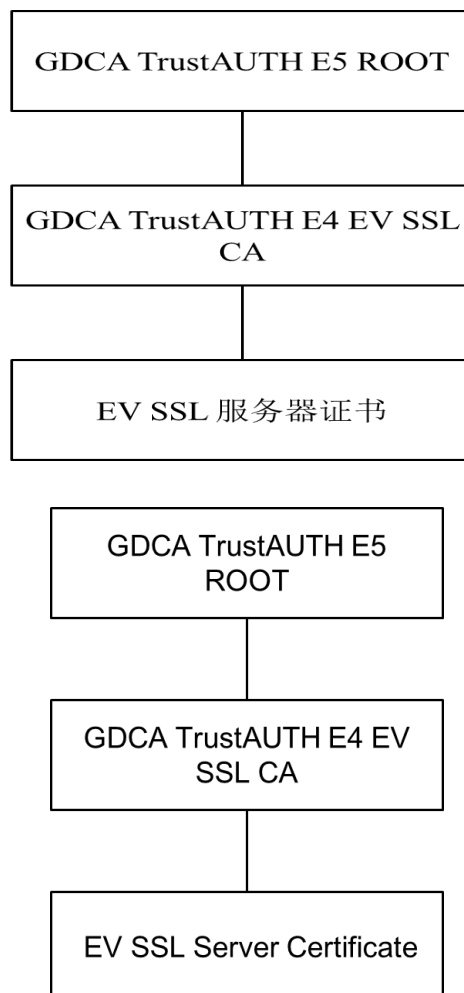 GDCA TrustAUTH E5 ROOT
GDCA TrustAUTH E4 EV SSL
CA
EV SSL 服务器证书
GDCA TrustAUTH E5
ROOT
GDCA TrustAUTH E4 EV
SSL CA
EV SSL Server Certificate